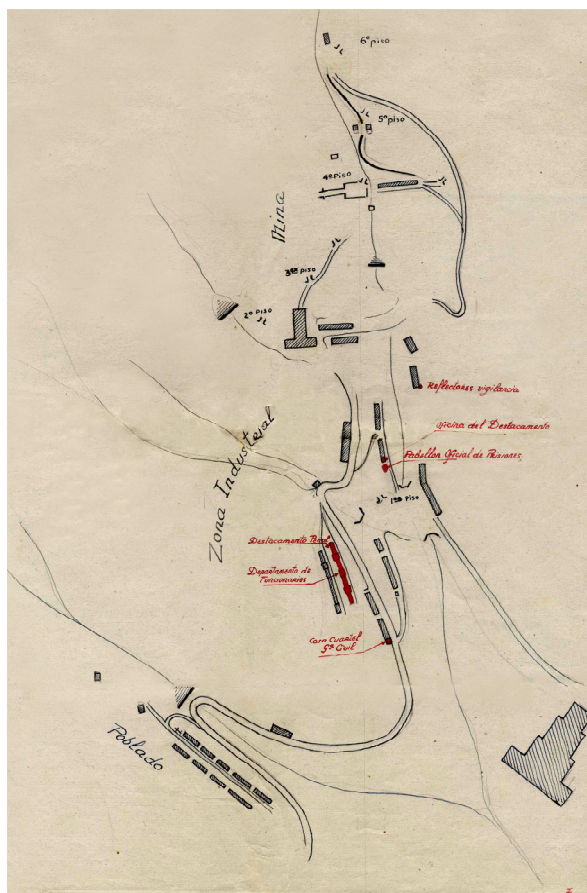 6º piso
5º piso
4º piso
Mina
3er piso
2º piso
Reflectores vigilancia
Oficina del Destacamento
Pabellon Oficial de Prisiones
1er Piso
Zona Industrial
Destacamento Penal
Departamento de
Funcionarios
Casa Cuartel
Gª Civil
Poblado